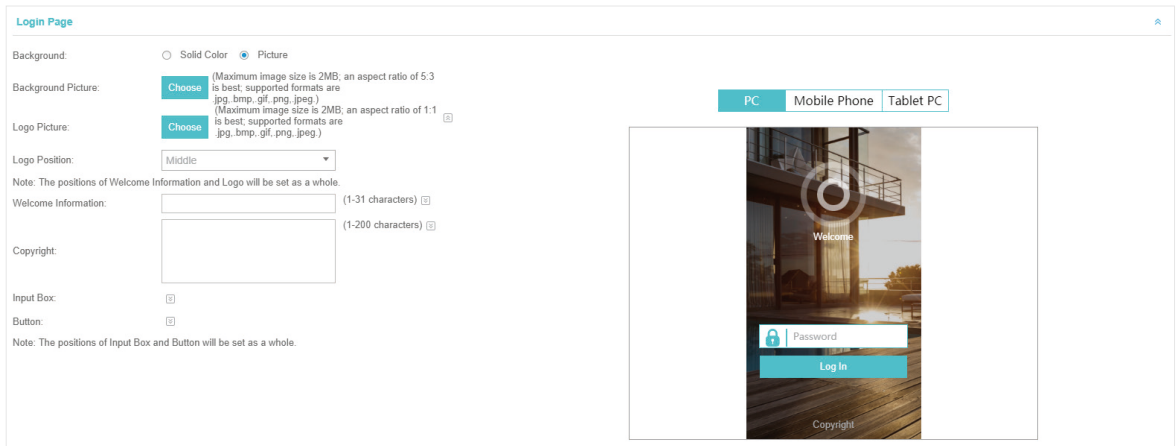 Login Page
Background:
Solid Color
Picture
Background Picture:
Choose
(Maximum image size is 2MB; an aspect ratio of 5:3
is best; supported formats are
.jpg,.bmp,.gif,.png,.jpeg.)
Logo Picture:
Choose
(Maximum image size is 2MB; an aspect ratio of 1:1
is best; supported formats are
.jpg,.bmp,.gif,.png,.jpeg.)
Logo Position:
Middle
Note: The positions of Welcome Information and Logo will be set as a whole.
Welcome Information:
(1-31 characters)
Copyright:
(1-200 characters)
Input Box:
Button:
Note: The positions of Input Box and Button will be set as a whole.
PC
Mobile Phone
Tablet PC
Welcome
Password
Log In
Copyright